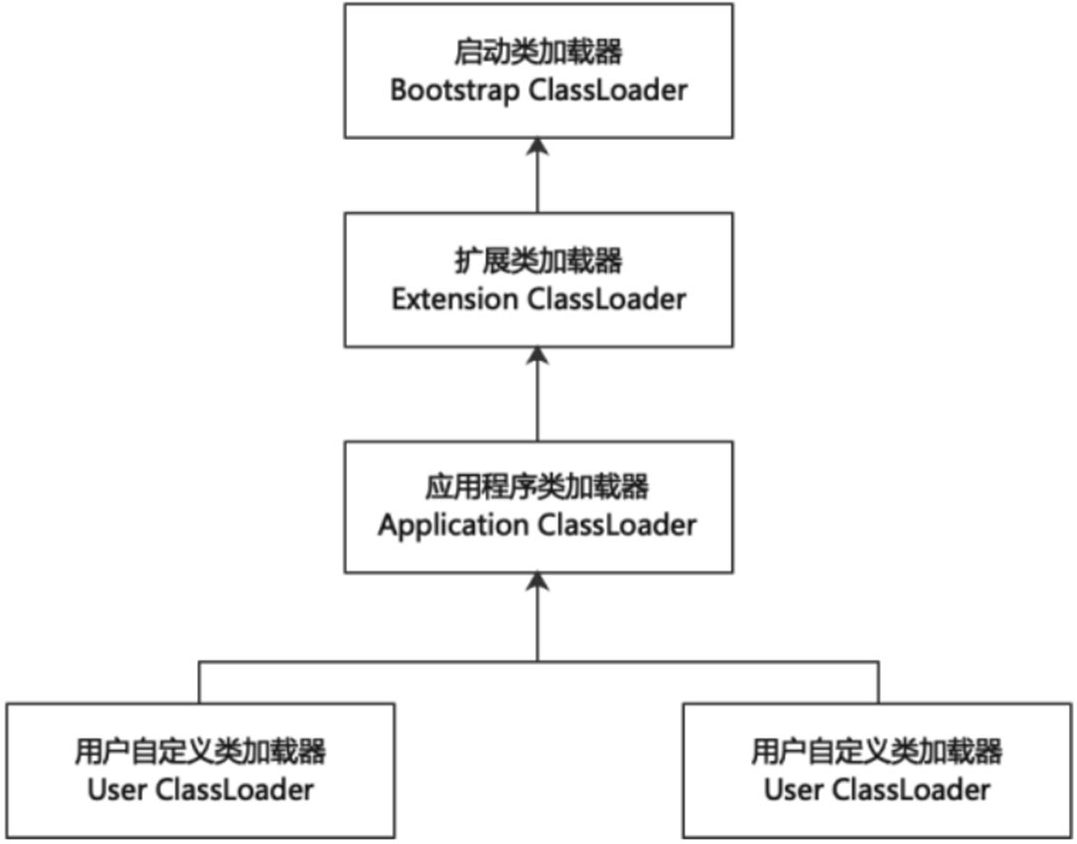 启动类加载器
Bootstrap ClassLoader
扩展类加载器
Extension ClassLoader
应用程序类加载器
Application ClassLoader
用户自定义类加载器
User ClassLoader
用户自定义类加载器
User ClassLoader